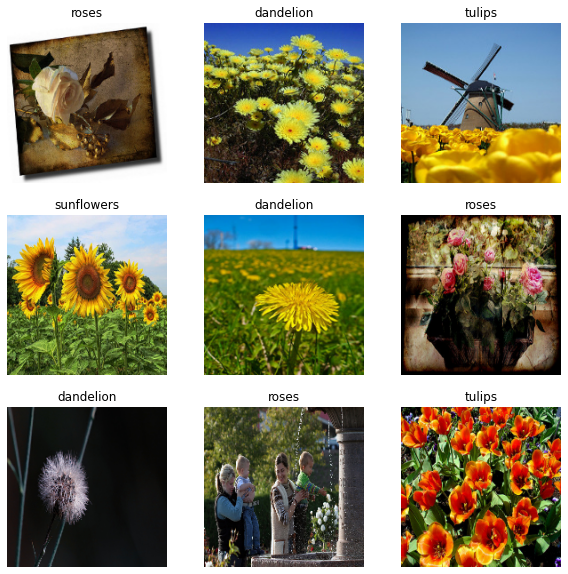 roses
dandelion
tulips
sunflowers
dandelion
roses
dandelion
roses
tulips